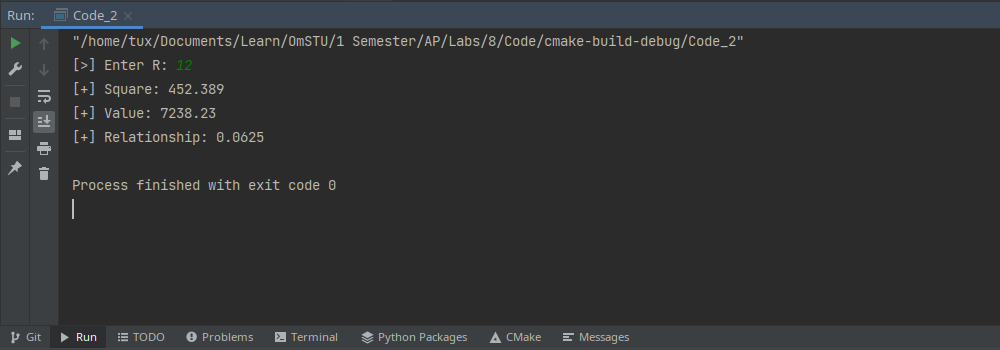 Run: Code_2
"/home/tux/Documents/Learn/OmSTU/1 Semester/AP/Labs/8/Code/cmake-build-debug/Code_2"
[>] Enter R: 12
[+] Square: 452.389
[+] Value: 7238.23
[+] Relationship: 0.0625
Process finished with exit code 0
Git Run TODO Problems Terminal Python Packages CMake Messages